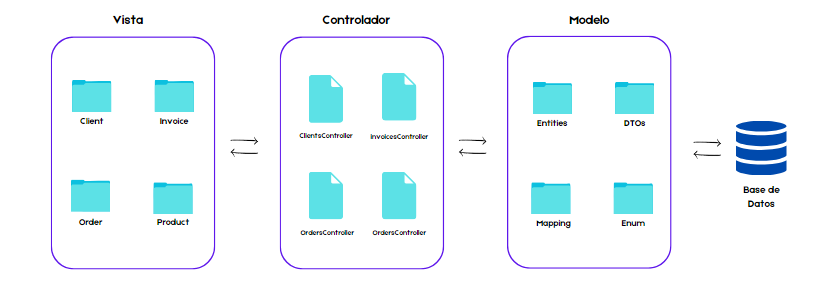 Vista
Controlador
Modelo
Client
Invoice
Order
Product
ClientsController
InvoicesController
OrdersController
OrdersController
Entities
DTOs
Mapping
Enum
Base de
Datos